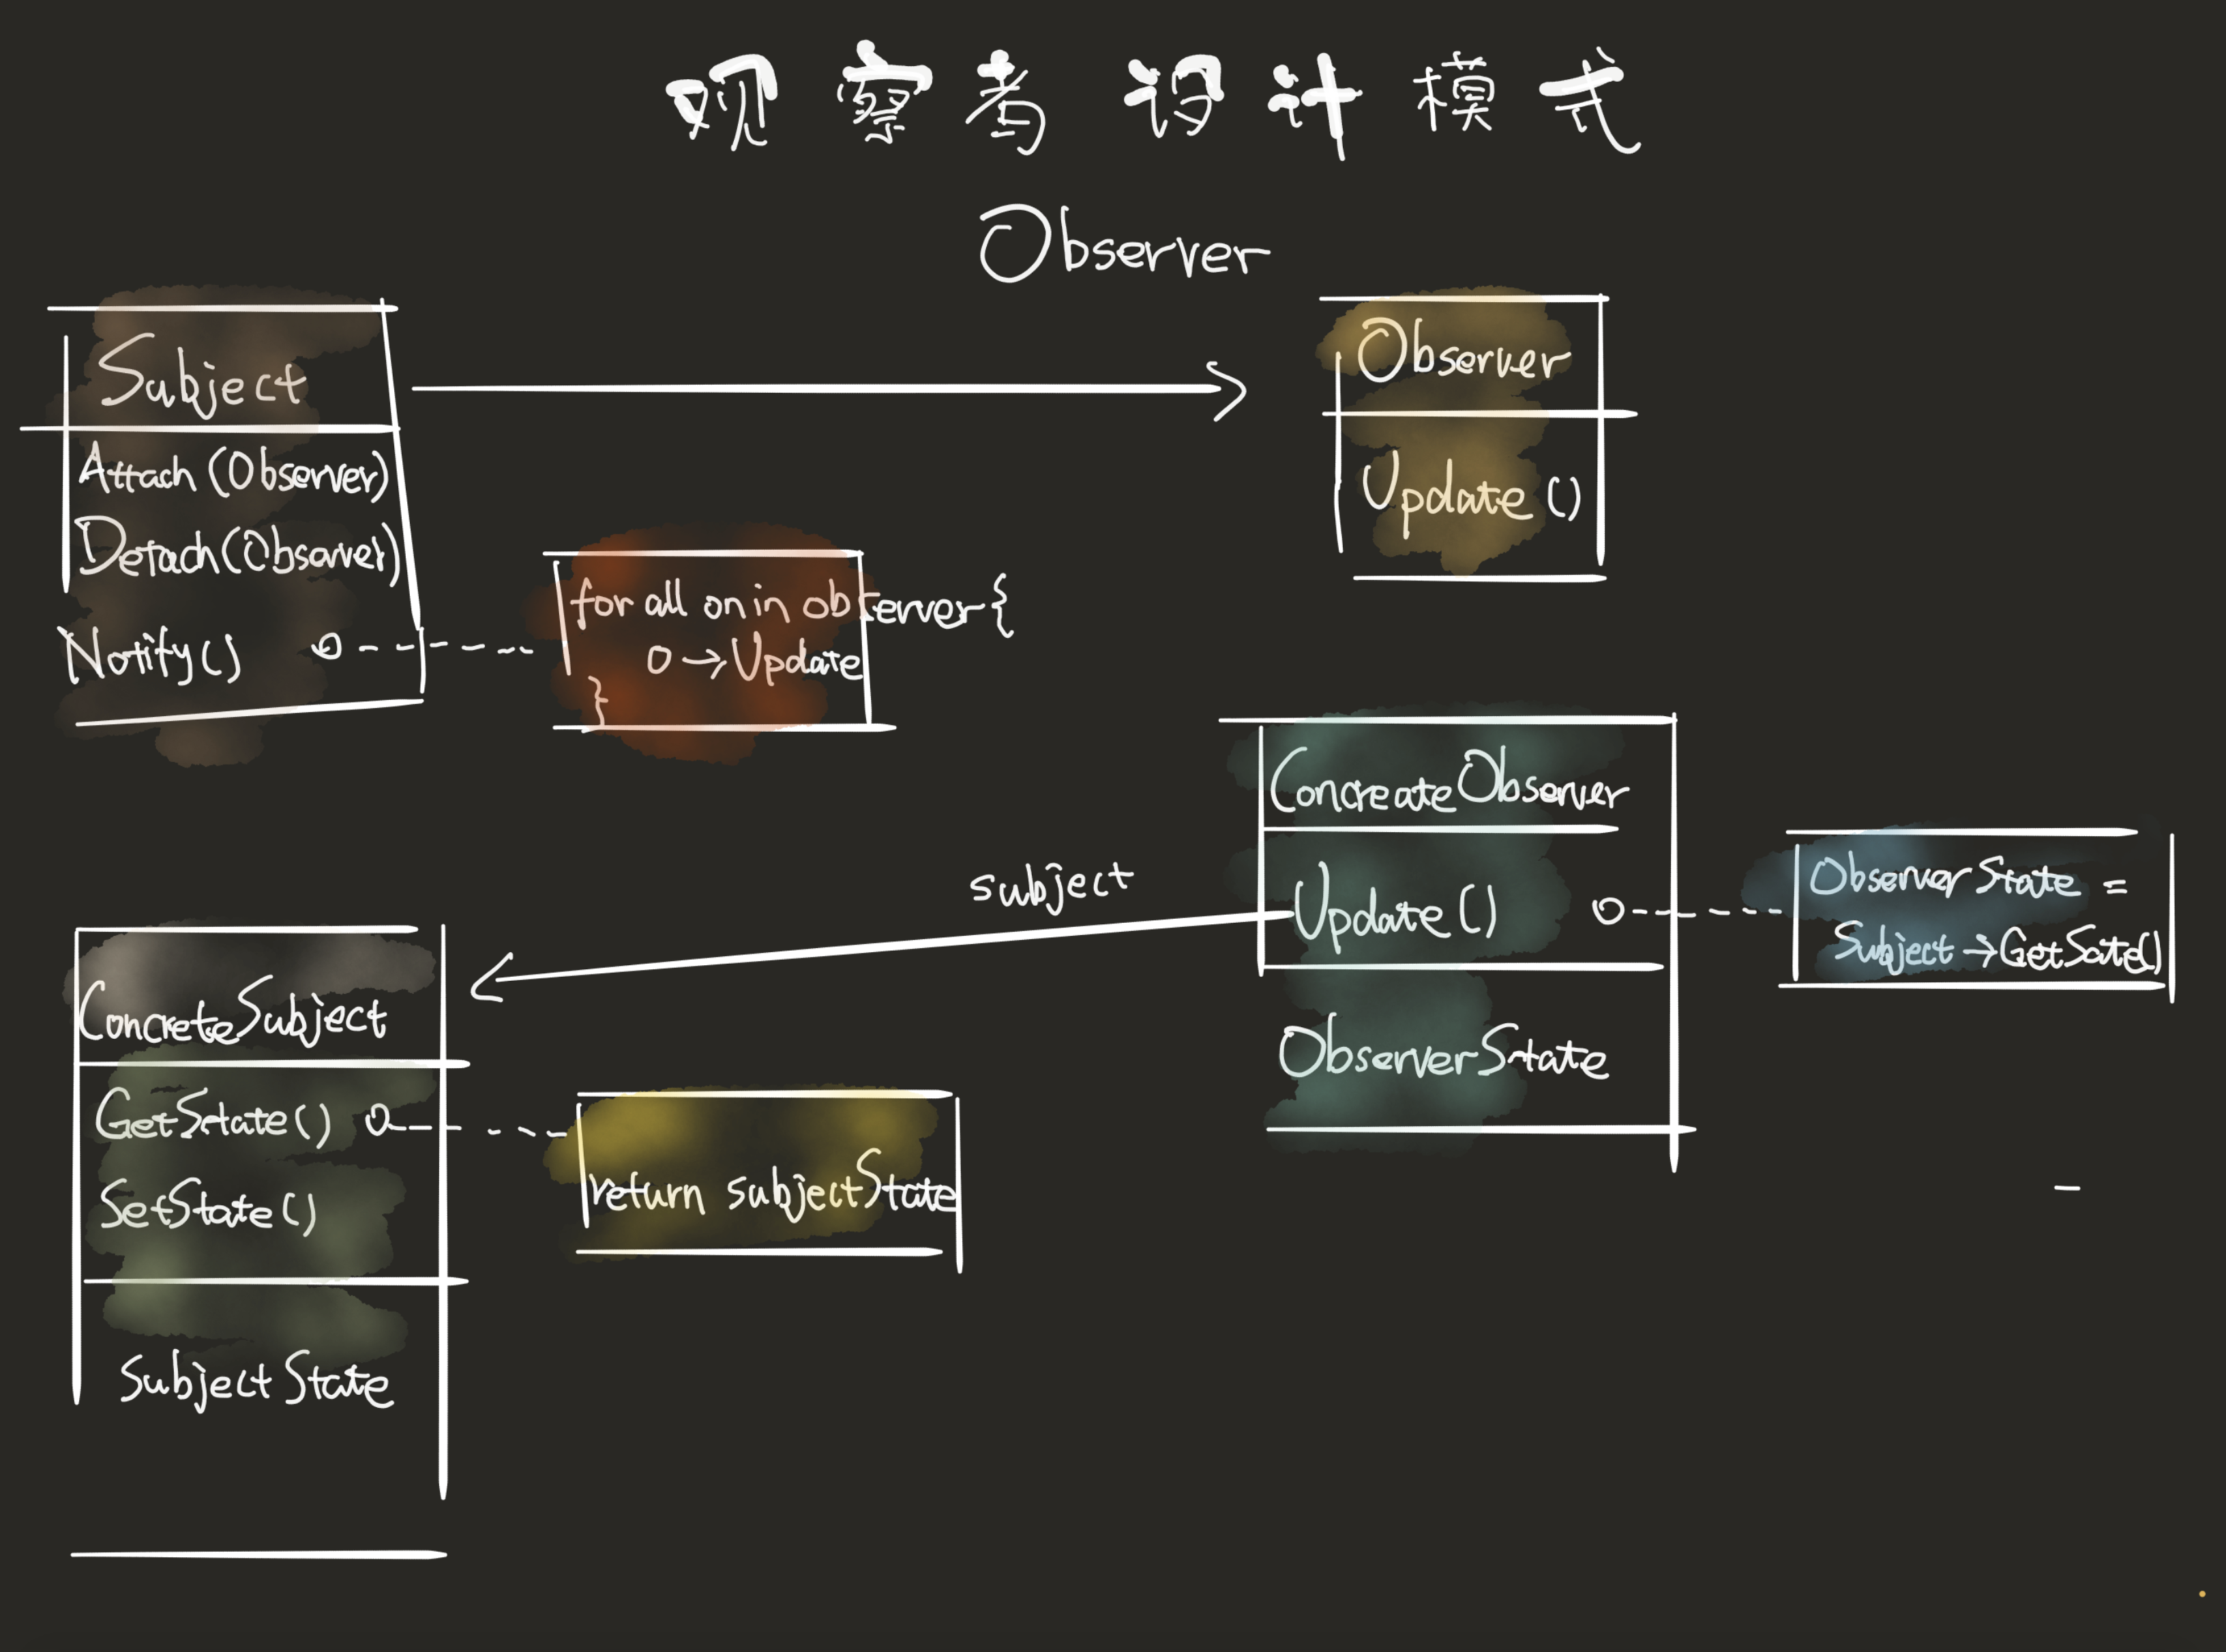 观察者设计模式
Observer
Subject
Attach(Observer)
Detach(Observer)
Notify()
for all o in in observer{
o→Update
}
Observer
Update()
ConcreateObserver
Update()
ObserverState
ObserverState =
Subject→GetSate()
subject
ConcreteSubject
GetState()
SetState()
SubjectState
return subjectState